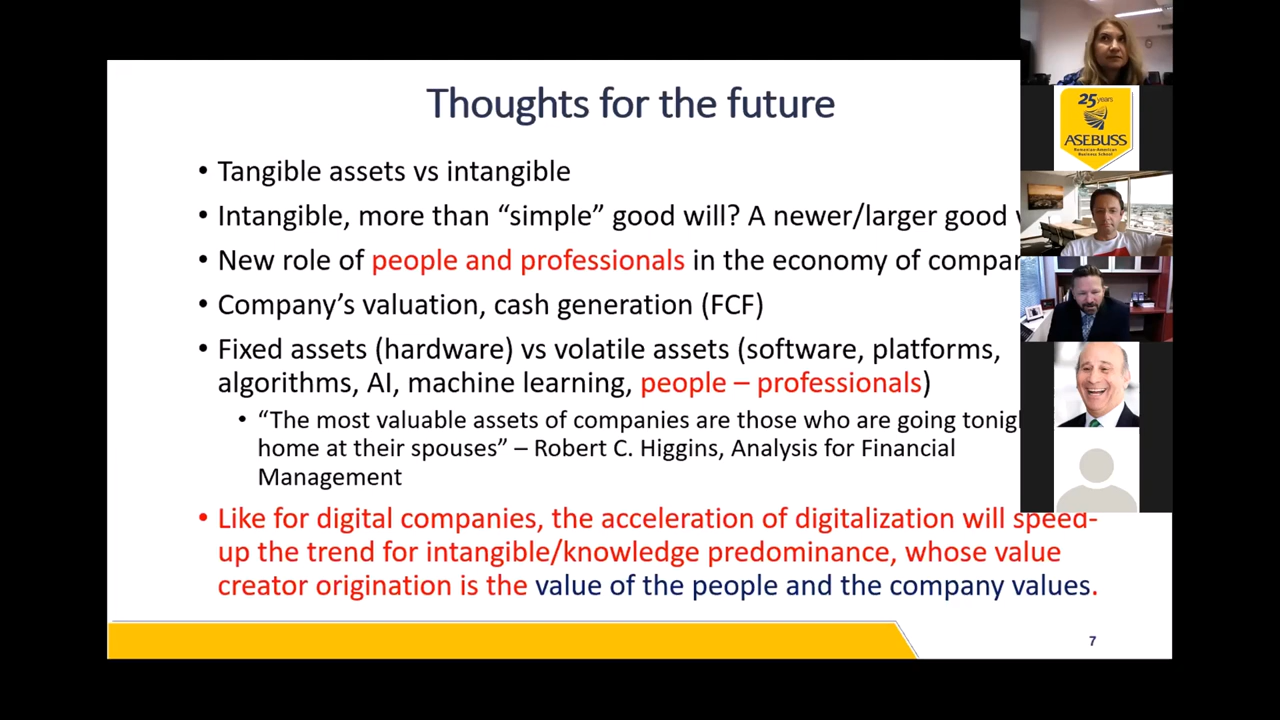 Thoughts for the future
• Tangible assets vs intangible
• Intangible, more than “simple” good will? A newer/larger good
• New role of people and professionals in the economy of
• Company’s valuation, cash generation (FCF)
• Fixed assets (hardware) vs volatile assets (software, platforms,
algorithms, AI, machine learning, people – professionals)
• “The most valuable assets of companies are those who are going
home at their spouses” – Robert C. Higgins, Analysis for Financial
Management
• Like for digital companies, the acceleration of digitalization will speed-
up the trend for intangible/knowledge predominance, whose value
creator origination is the value of the people and the company values.
7
25 years
ASEBUSS
Romanian-American
Business School